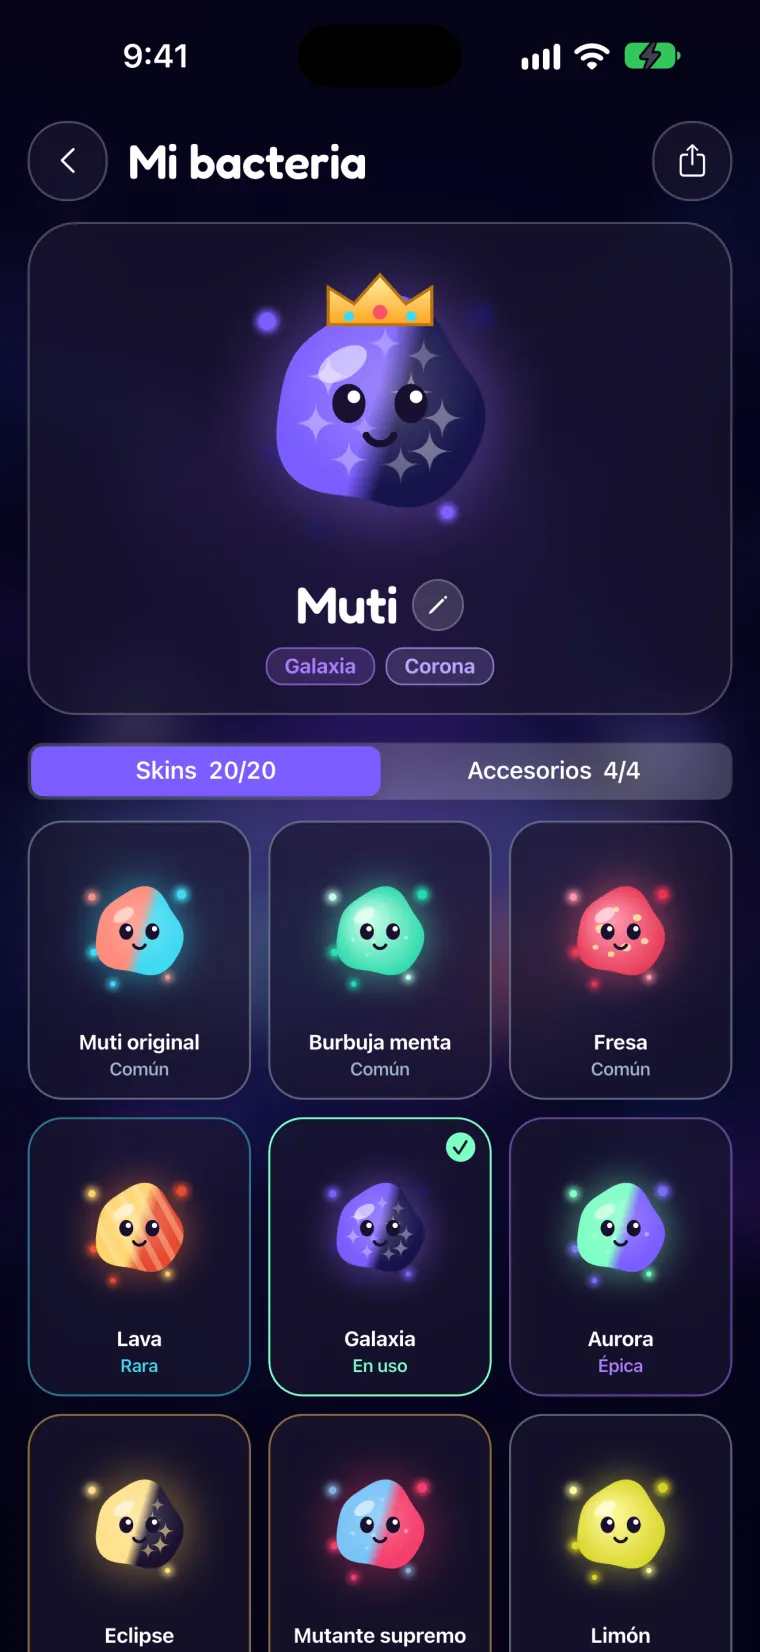 9:41
Mi bacteria
Muti
Galaxia Corona
Skins 20/20 Accesorios 4/4
Muti original Burbuja menta Fresa
Común Común Común
Lava Galaxia Aurora
Rara En uso Épica
Eclipse Mutante supremo Limón